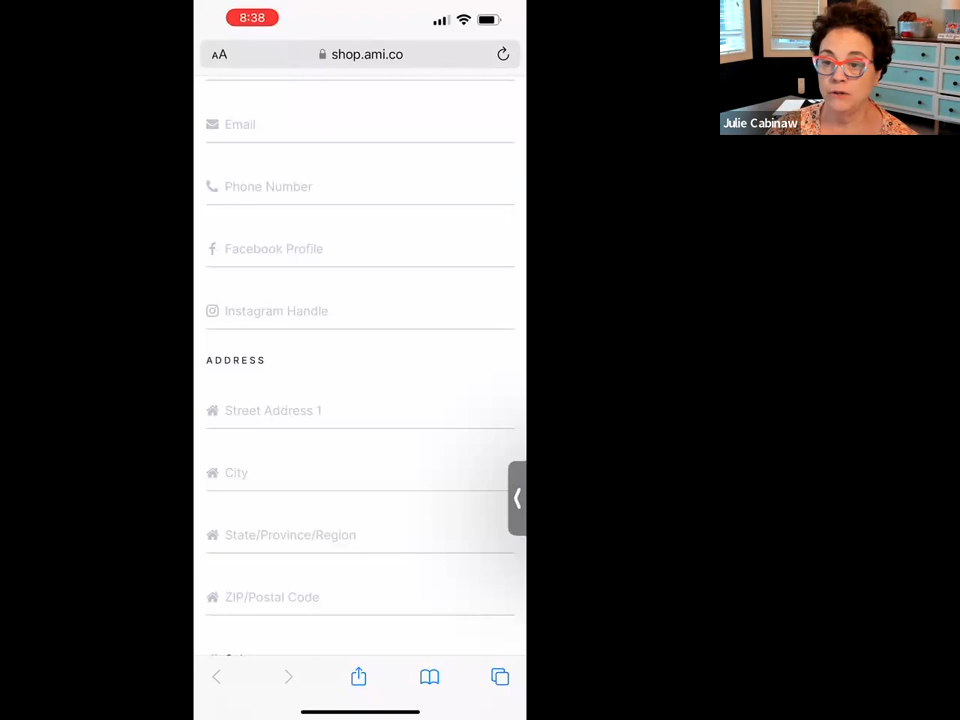 8:38
AA
shop.ami.co
Email
Phone Number
Facebook Profile
Instagram Handle
ADDRESS
Street Address 1
City
State/Province/Region
ZIP/Postal Code
Julie Cabinaw